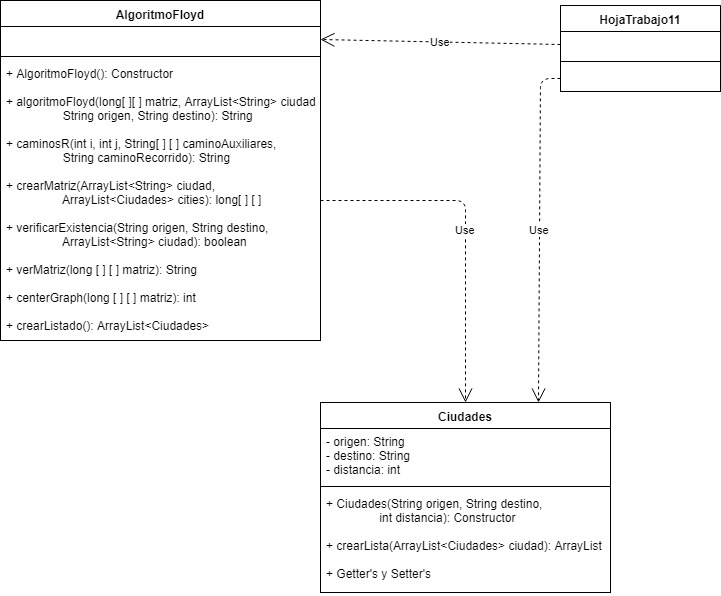 AlgoritmoFloyd
+ AlgoritmoFloyd(): Constructor
+ algoritmoFloyd(long[ ][ ] matriz, ArrayList<String> ciudad
String origen, String destino): String
+ caminosR(int i, int j, String[ ] [ ] caminoAuxiliares,
String caminoRecorrido): String
+ crearMatriz(ArrayList<String> ciudad,
ArrayList<Ciudades> cities): long[ ] [ ]
+ verificarExistencia(String origen, String destino,
ArrayList<String> ciudad): boolean
+ verMatriz(long [ ] [ ] matriz): String
+ centerGraph(long [ ] [ ] matriz): int
+ crearListado(): ArrayList<Ciudades>
HojaTrabajo11
Use
Use
Use
Ciudades
- origen: String
- destino: String
- distancia: int
+ Ciudades(String origen, String destino,
int distancia): Constructor
+ crearLista(ArrayList<Ciudades> ciudad): ArrayList
+ Getter's y Setter's